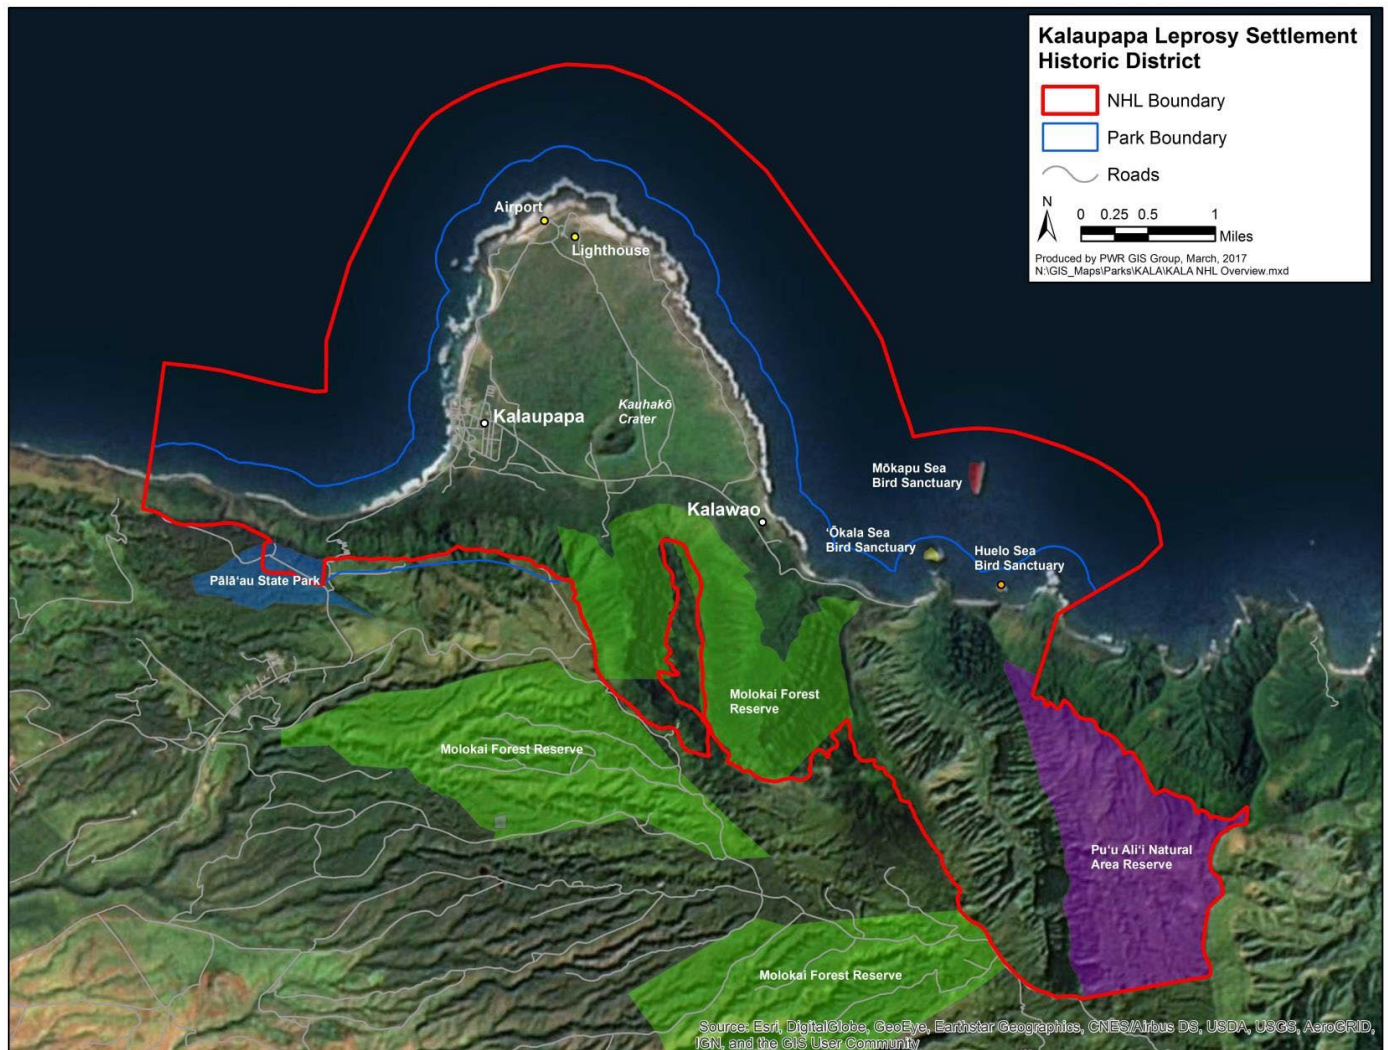 Kalaupapa Leprosy Settlement
Historic District
NHL Boundary
Park Boundary
Roads
N
0 0.25 0.5 1
Miles
Produced by PWR GIS Group, March, 2017
N:\GIS_Maps\Parks\KALA\KALA NHL Overview.mxd
Airport
Lighthouse
Kalaupapa
Kauhakō
Crater
Mōkapu Sea
Bird Sanctuary
Kalawao
ʻŌkala Sea
Bird Sanctuary
Huelo Sea
Bird Sanctuary
Pālāʻau State Park
Molokai Forest
Reserve
Molokai Forest Reserve
Puʻu Aliʻi Natural
Area Reserve
Molokai Forest Reserve
Source: Esri, DigitalGlobe, GeoEye, Earthstar Geographics, CNES/Airbus DS, USDA, USGS, AeroGRID,
IGN, and the GIS User Community